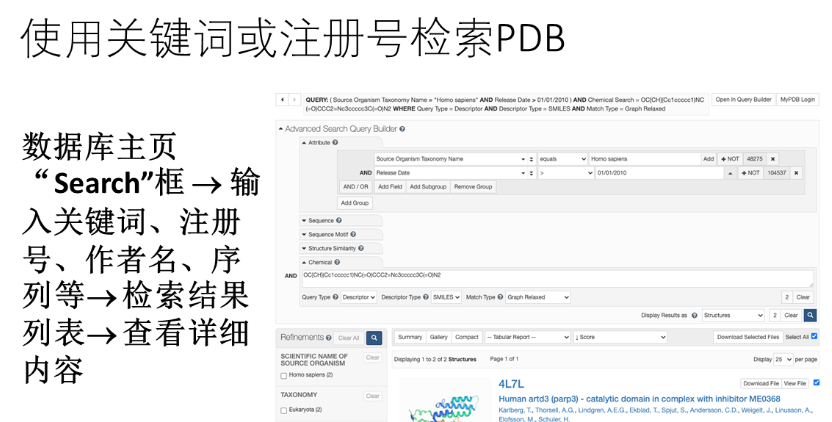 使用关键词或注册号检索PDB
数据库主页
“Search”框 → 输
入关键词、注册
号、作者名、序
列等→检索结果
列表→查看详细
内容
QUERY: ( Source Organism Taxonomy Name = "Homo sapiens" AND Release Date > 01/01/2010 ) AND Chemical Search = OC[CH](Cc1ccccc1)NC
(=O)CCC2=Nc3ccccc3C(=O)N2 WHERE Query Type = Descriptor AND Descriptor Type = SMILES AND Match Type = Graph Relaxed
Open In Query Builder MyPDB Login
Advanced Search Query Builder
Attribute
Source Organism Taxonomy Name equals Homo sapiens Add NOT 48275
AND Release Date > 01/01/2010 NOT 104537
AND / OR Add Field Add Subgroup Remove Group
Add Group
Sequence
Sequence Motif
Structure Similarity
Chemical
AND OC[CH](Cc1ccccc1)NC(=O)CCC2=Nc3ccccc3C(=O)N2
Query Type Descriptor Descriptor Type SMILES Match Type Graph Relaxed 2 Clear
Display Results as Structures 2 Clear
Refinements Clear All
Summary Gallery Compact -- Tabular Report -- ↓ Score Download Selected Files Select All
SCIENTIFIC NAME OF
SOURCE ORGANISM Clear
Homo sapiens (2)
TAXONOMY Clear
Eukaryota (2)
Displaying 1 to 2 of 2 Structures Page 1 of 1 Display 25 per page
4L7L Download File View File
Human artd3 (parp3) - catalytic domain in complex with inhibitor ME0368
Karlberg, T., Thorsell, A.G., Lindgren, A.E.G., Ekblad, T., Spjut, S., Andersson, C.D., Weigelt, J., Linusson, A.,
Elofsson, M., Schuler, H.